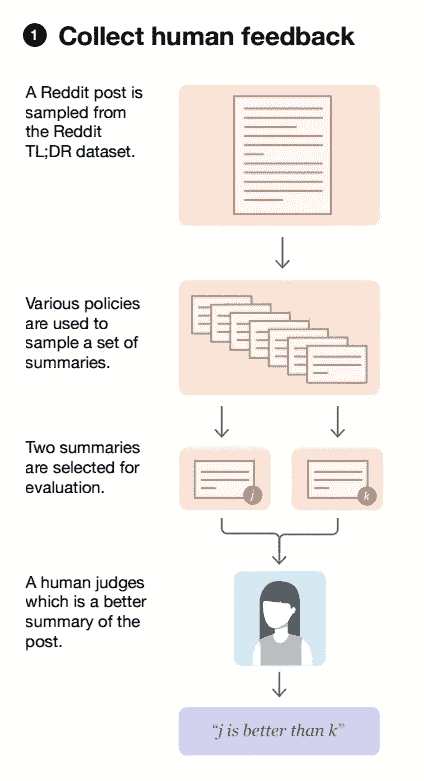 1 Collect human feedback
A Reddit post is
sampled from
the Reddit
TL;DR dataset.
Various policies
are used to
sample a set of
summaries.
Two summaries
are selected for
evaluation.
j
k
A human judges
which is a better
summary of the
post.
“j is better than k”